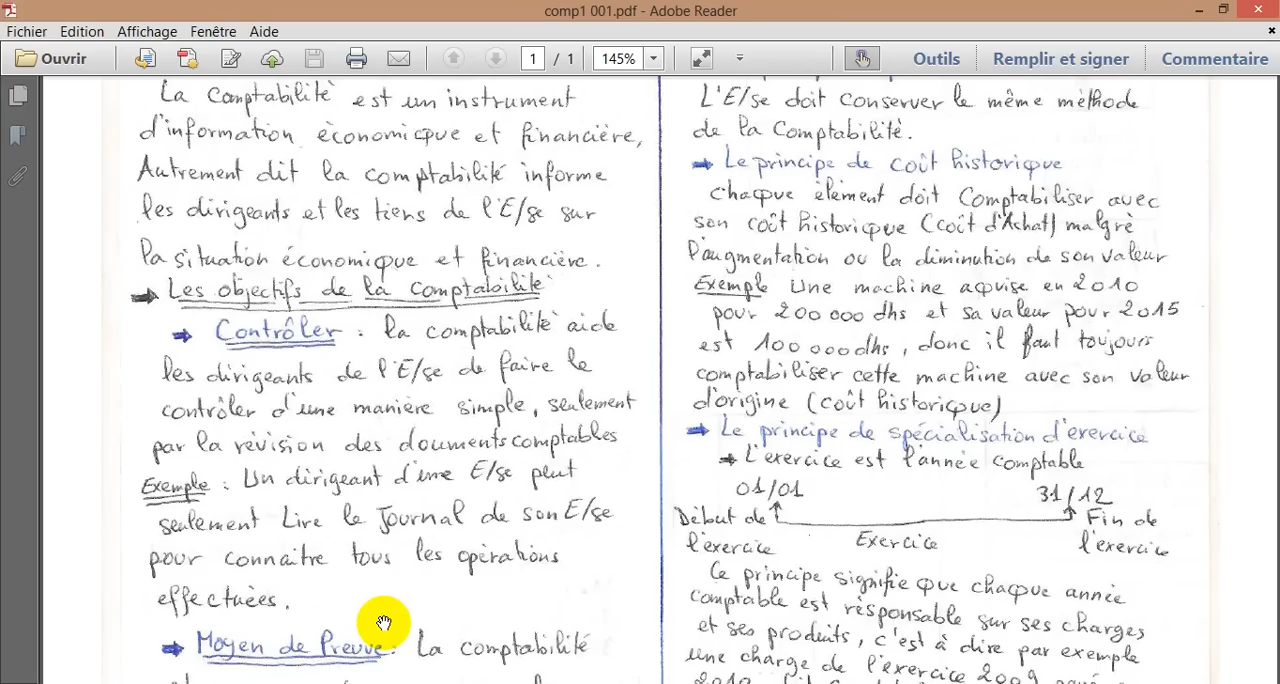 comp1 001.pdf - Adobe Reader
Fichier Edition Affichage Fenêtre Aide
Ouvrir 1 / 1 145% Outils Remplir et signer Commentaire
La Comptabilité est un instrument
d'information économique et financière,
Autrement dit la comptabilité informe
les dirigeants et les tiers de l'E/se sur
la situation économique et financière.
Les objectifs de la comptabilité
Contrôler : la comptabilité aide
les dirigeants de l'E/se de faire le
contrôler d'une manière simple, seulement
par la révision des documents comptables
Exemple : Un dirigeant d'une E/se peut
seulement Lire le Journal de son E/se
pour connaitre tous les opérations
effectuées.
Moyen de Preuve : La comptabilité
L'E/se doit conserver le même méthode
de la Comptabilité.
Le principe de coût historique
chaque élément doit Comptabiliser avec
son coût historique (coût d'Achat) malgré
l'augmentation ou la diminution de son valeur
Exemple Une machine aquise en 2010
pour 200 000 dhs et sa valeur pour 2015
est 100 000 dhs, donc il faut toujours
comptabiliser cette machine avec son valeur
d'origine (coût historique)
Le principe de spécialisation d'exercice
L'exercice est l'année comptable
01/01 31/12
Début de l'exercice Exercice Fin de l'exercice
Ce principe signifie que chaque année
comptable est résponsable sur ses charges
et ses produits, c'est à dire par exemple
une charge de l'exercice 2009